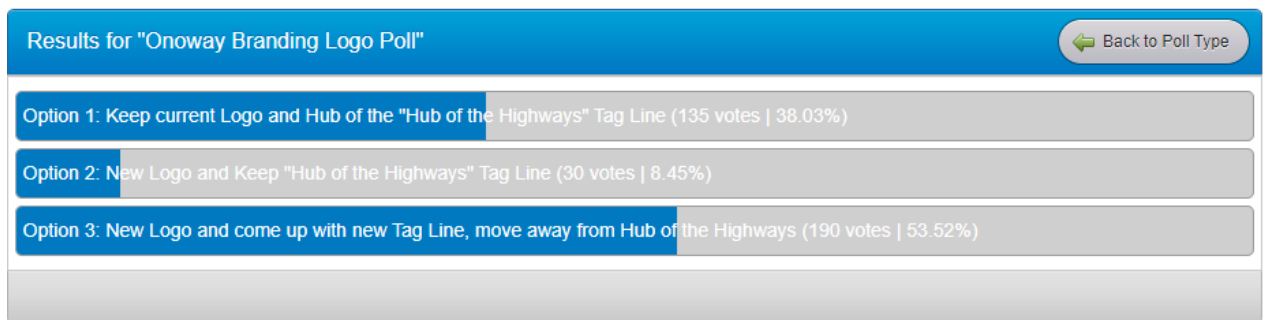 Results for "Onoway Branding Logo Poll"
Back to Poll Type
Option 1: Keep current Logo and Hub of the "Hub of the Highways" Tag Line (135 votes | 38.03%)
Option 2: New Logo and Keep "Hub of the Highways" Tag Line (30 votes | 8.45%)
Option 3: New Logo and come up with new Tag Line, move away from Hub of the Highways (190 votes | 53.52%)